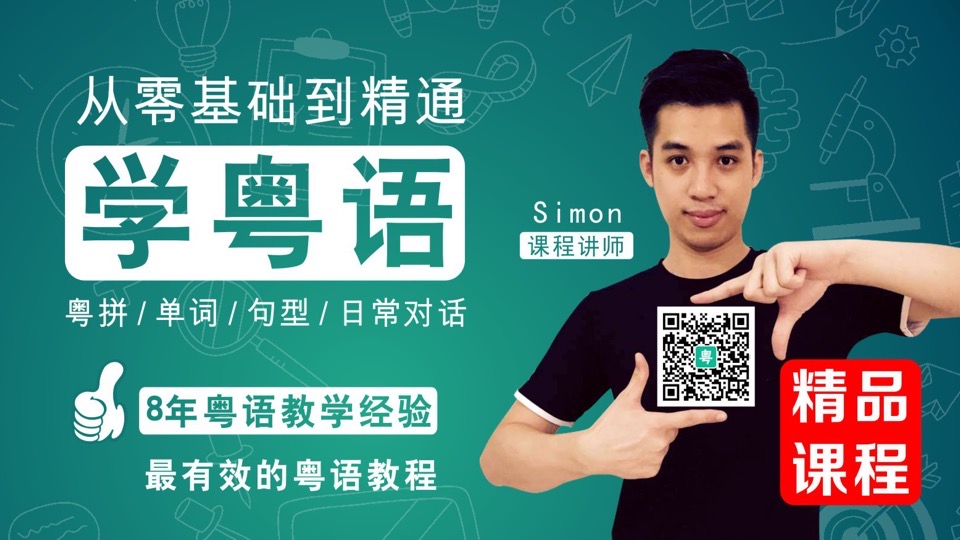 从零基础到精通
学粤语
粤拼/单词/句型/日常对话
8年粤语教学经验
最有效的粤语教程
Simon
课程讲师
粤
精品
课程